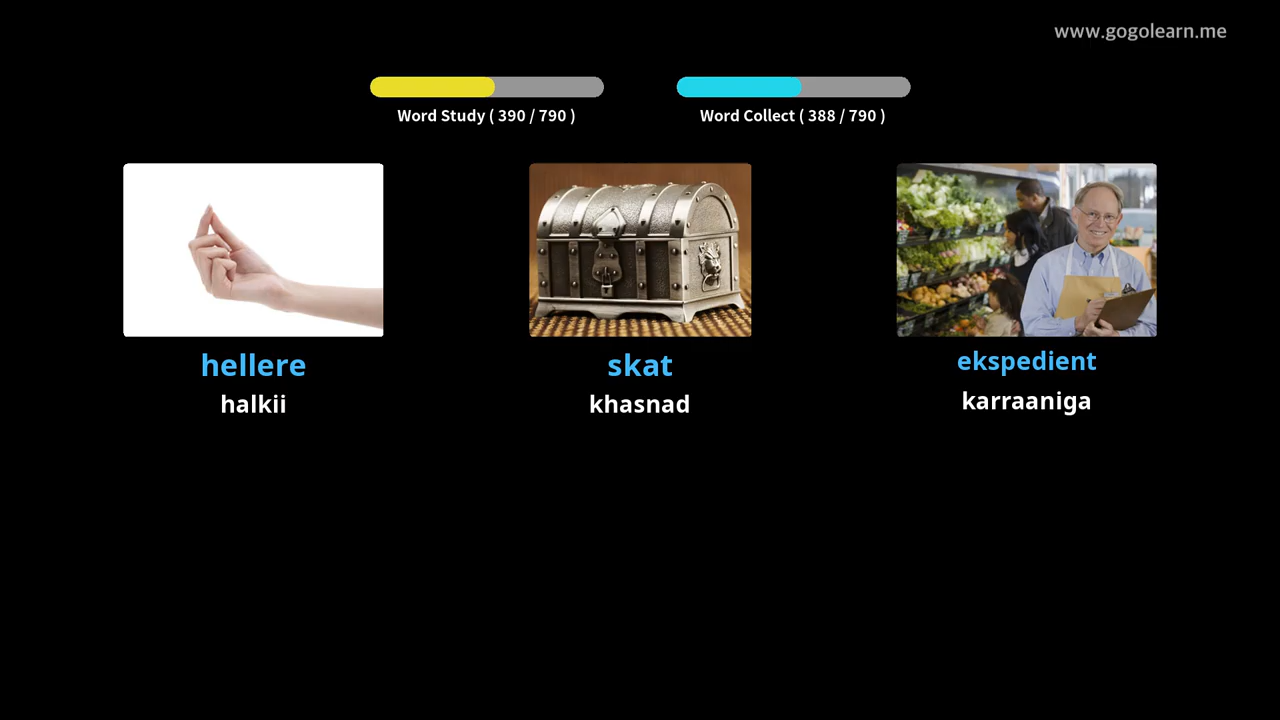 www.gogolearn.me
Word Study ( 390 / 790 )
Word Collect ( 388 / 790 )
hellere
skat
ekspedient
halkii
khasnad
karraaniga